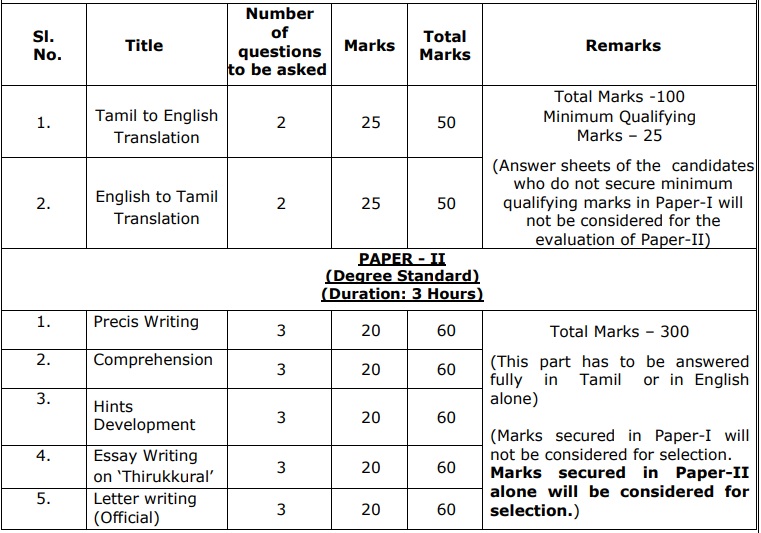 Sl. No.
Title
Number of questions to be asked
Marks
Total Marks
Remarks
1.
Tamil to English
Translation
2
25
50
Total Marks -100
Minimum Qualifying
Marks – 25
(Answer sheets of the candidates
who do not secure minimum
qualifying marks in Paper-I will
not be considered for the
evaluation of Paper-II)
2.
English to Tamil
Translation
2
25
50
PAPER - II
(Degree Standard)
(Duration: 3 Hours)
1.
Precis Writing
3
20
60
Total Marks – 300
(This part has to be answered
fully in Tamil or in English
alone)
(Marks secured in Paper-I will
not be considered for selection.
Marks secured in Paper-II
alone will be considered for
selection.)
2.
Comprehension
3
20
60
3.
Hints
Development
3
20
60
4.
Essay Writing
on ‘Thirukkural’
3
20
60
5.
Letter writing
(Official)
3
20
60